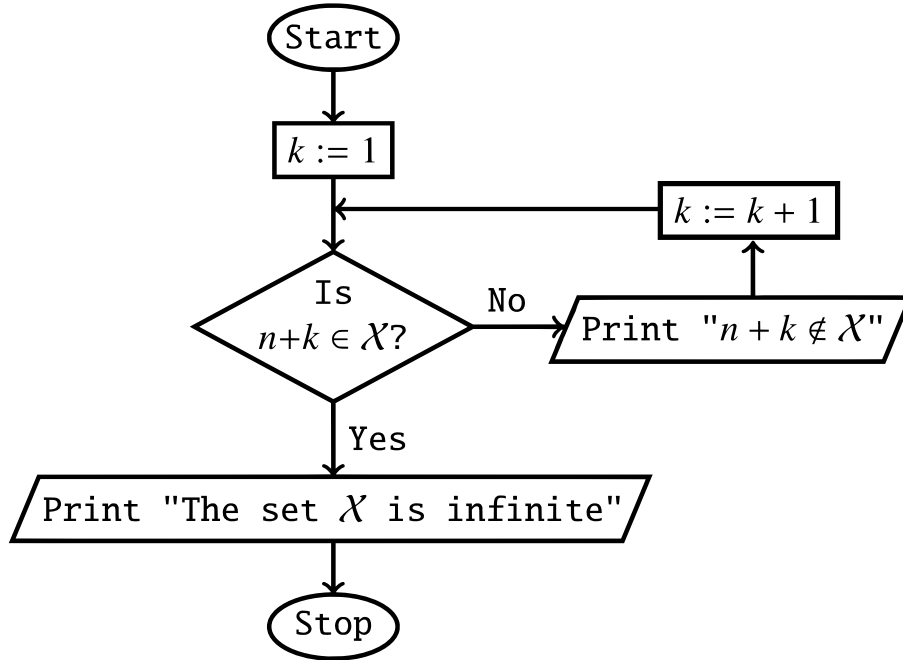 Start
k := 1
k := k + 1
Is
n+k ∈ 𝒳?
No
Print "n + k ∉ 𝒳"
Yes
Print "The set 𝒳 is infinite"
Stop